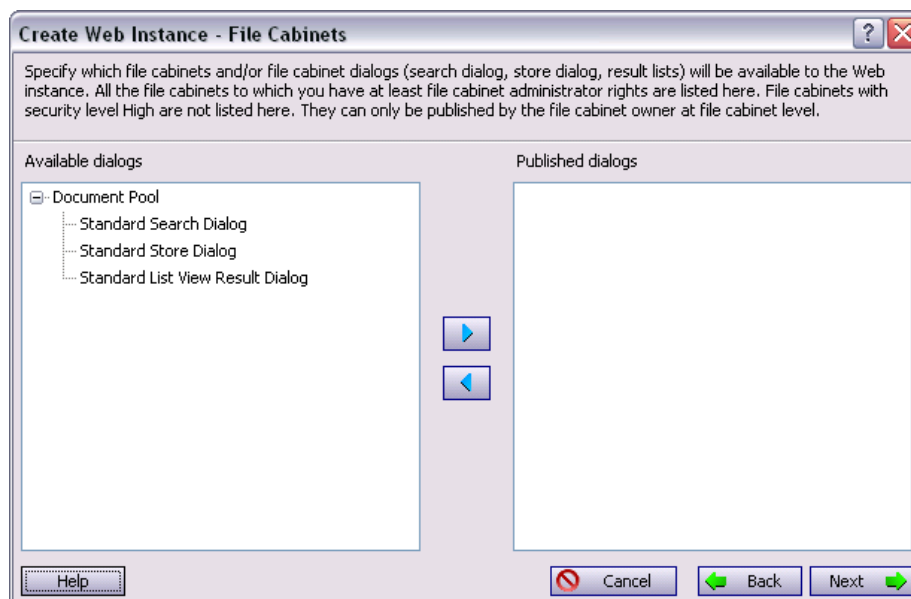 Create Web Instance - File Cabinets
Specify which file cabinets and/or file cabinet dialogs (search dialog, store dialog, result lists) will be available to the Web
instance. All the file cabinets to which you have at least file cabinet administrator rights are listed here. File cabinets with
security level High are not listed here. They can only be published by the file cabinet owner at file cabinet level.
Available dialogs
Published dialogs
Document Pool
Standard Search Dialog
Standard Store Dialog
Standard List View Result Dialog
Help
Cancel
Back
Next